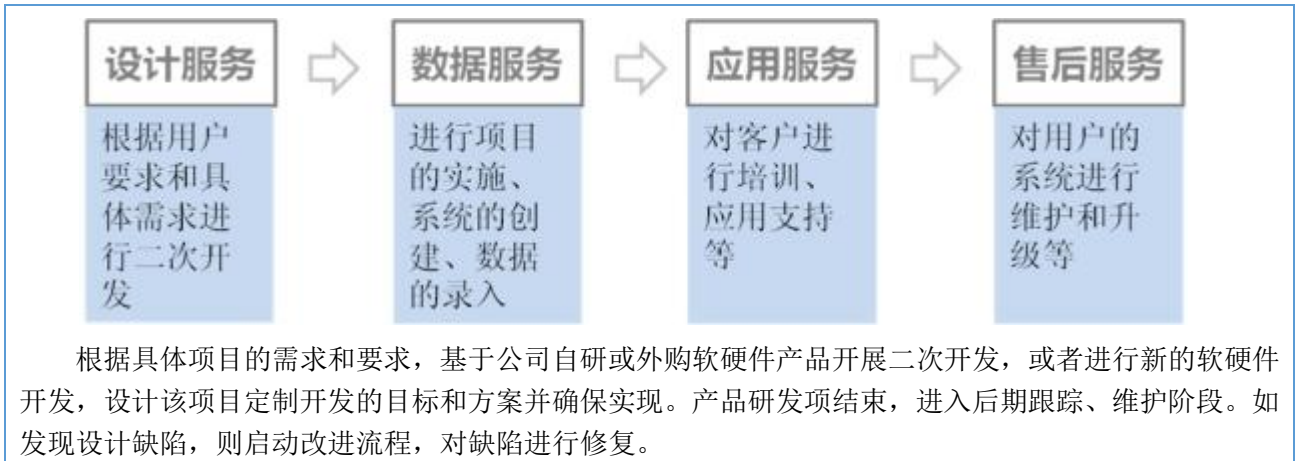 设计服务
根据用户
要求和具
体需求进
行二次开
发
数据服务
进行项目
的实施、
系统的创
建、数据
的录入
应用服务
对客户进
行培训、
应用支持
等
售后服务
对用户的
系统进行
维护和升
级等
根据具体项目的需求和要求，基于公司自研或外购软硬件产品开展二次开发，或者进行新的软硬件
开发，设计该项目定制开发的目标和方案并确保实现。产品研发项结束，进入后期跟踪、维护阶段。如
发现设计缺陷，则启动改进流程，对缺陷进行修复。